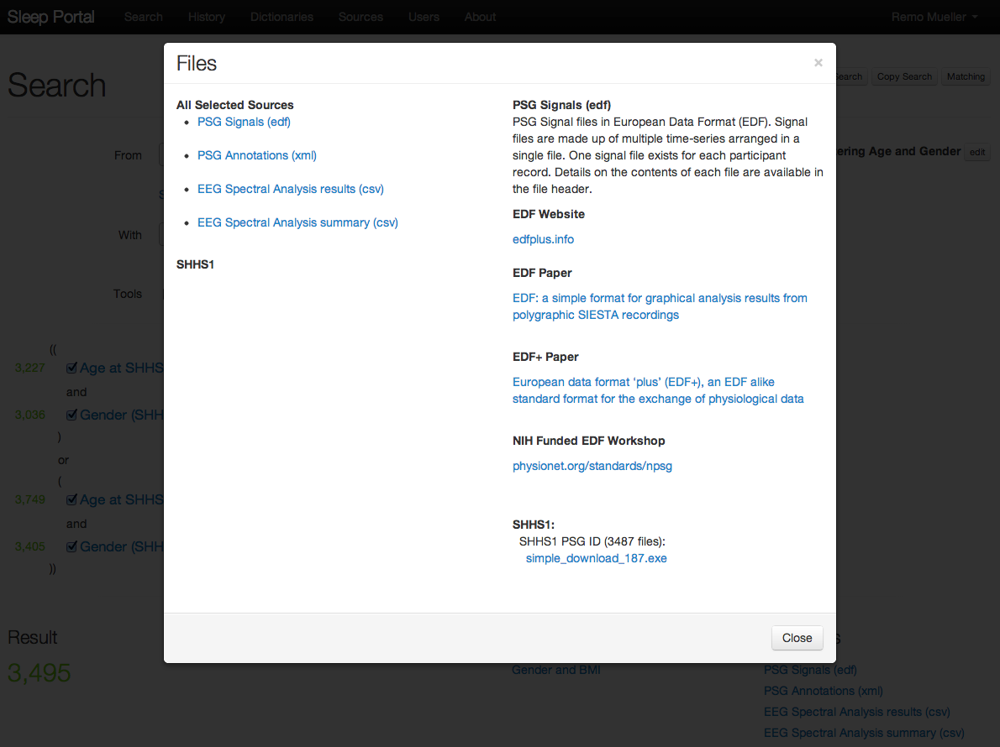 Sleep Portal Search History Dictionaries Sources Users About Remo Mueller
Search
Search Copy Search Matching
From
ering Age and Gender edit
With
Tools
((
3,227 Age at SHHS
and
3,036 Gender (SHH
)
or
(
3,749 Age at SHHS
and
3,405 Gender (SHH
))
Result
3,495
Gender and BMI
PSG Signals (edf)
PSG Annotations (xml)
EEG Spectral Analysis results (csv)
EEG Spectral Analysis summary (csv)
Files
×
All Selected Sources
PSG Signals (edf)
PSG Annotations (xml)
EEG Spectral Analysis results (csv)
EEG Spectral Analysis summary (csv)
SHHS1
PSG Signals (edf)
PSG Signal files in European Data Format (EDF). Signal
files are made up of multiple time-series arranged in a
single file. One signal file exists for each participant
record. Details on the contents of each file are available in
the file header.
EDF Website
edfplus.info
EDF Paper
EDF: a simple format for graphical analysis results from
polygraphic SIESTA recordings
EDF+ Paper
European data format ‘plus’ (EDF+), an EDF alike
standard format for the exchange of physiological data
NIH Funded EDF Workshop
physionet.org/standards/npsg
SHHS1:
SHHS1 PSG ID (3487 files):
simple_download_187.exe
Close